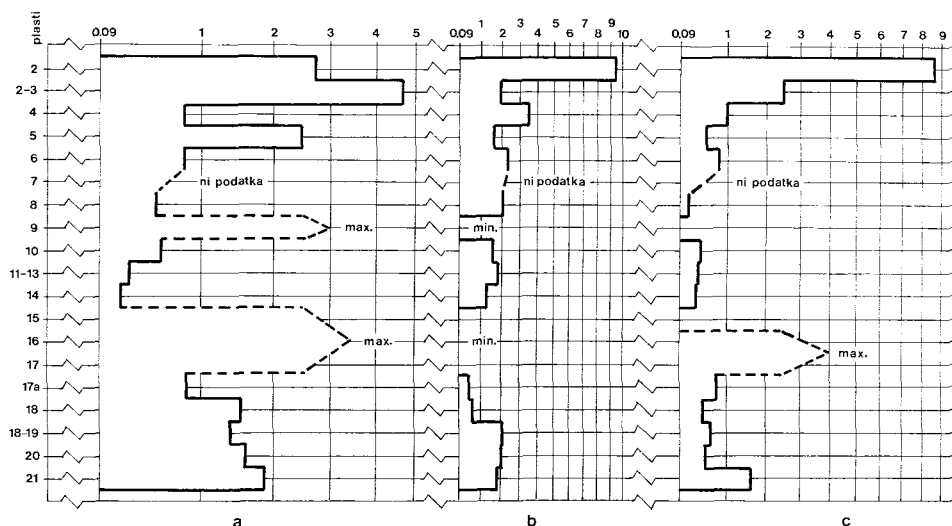 plasti
0.09 1 2 3 4 5
0.09 1 2 3 4 5 6 7 8 9 10
0.09 1 2 3 4 5 6 7 8 9
2
2-3
4
5
6
7 ni podatka ni podatka ni podatka
8
9 max. min.
10
11-13
14
15
16 max. min. max.
17
17a
18
18-19
20
21
a b c